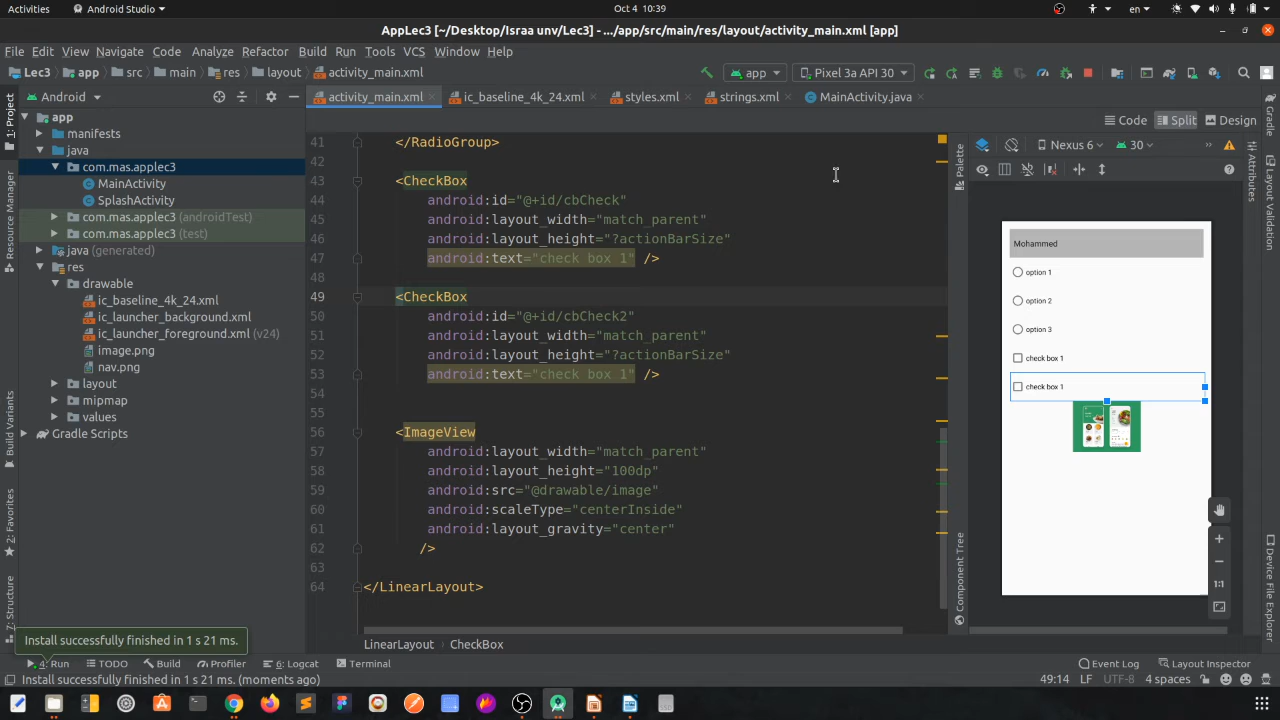 Activities
Android Studio
Oct 4 10:39
en
AppLec3 [~/Desktop/Israa unv/Lec3] - .../app/src/main/res/layout/activity_main.xml [app]
File Edit View Navigate Code Analyze Refactor Build Run Tools VCS Window Help
Lec3 app src main res layout activity_main.xml
app
Pixel 3a API 30
Android
activity_main.xml
ic_baseline_4k_24.xml
styles.xml
strings.xml
MainActivity.java
Code
Split
Design
1: Project
Resource Manager
Build Variants
2: Favorites
7: Structure
app
manifests
java
com.mas.applec3
MainActivity
SplashActivity
com.mas.applec3 (androidTest)
com.mas.applec3 (test)
java (generated)
res
drawable
ic_baseline_4k_24.xml
ic_launcher_background.xml
ic_launcher_foreground.xml (v24)
image.png
nav.png
layout
mipmap
values
Gradle Scripts
41 </RadioGroup>
42
43 <CheckBox
44 android:id="@+id/cbCheck"
45 android:layout_width="match_parent"
46 android:layout_height="?actionBarSize"
47 android:text="check box 1" />
48
49 <CheckBox
50 android:id="@+id/cbCheck2"
51 android:layout_width="match_parent"
52 android:layout_height="?actionBarSize"
53 android:text="check box 1" />
54
55
56 <ImageView
57 android:layout_width="match_parent"
58 android:layout_height="100dp"
59 android:src="@drawable/image"
60 android:scaleType="centerInside"
61 android:layout_gravity="center"
62 />
63
64 </LinearLayout>
LinearLayout CheckBox
Palette
Component Tree
Nexus 6
30
Mohammed
option 1
option 2
option 3
check box 1
check box 1
1:1
Gradle
Layout Validation
Attributes
Device File Explorer
Install successfully finished in 1 s 21 ms.
4: Run
TODO
Build
Profiler
6: Logcat
Terminal
Event Log
Layout Inspector
Install successfully finished in 1 s 21 ms. (moments ago)
49:14 LF UTF-8 4 spaces